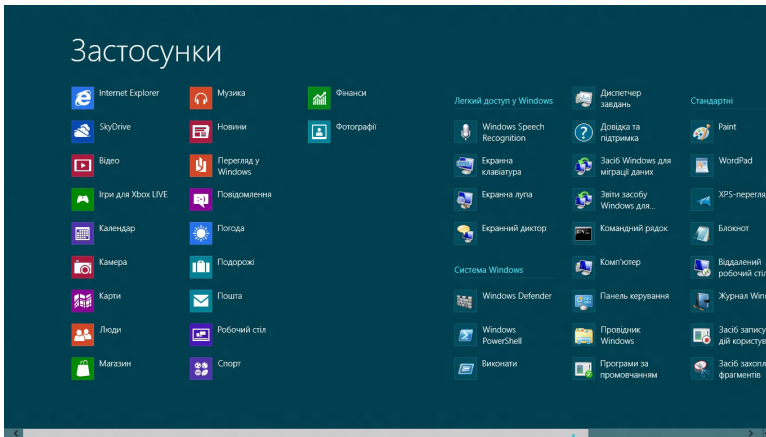 Застосунки
Internet Explorer
SkyDrive
Відео
Ігри для Xbox LIVE
Календар
Камера
Карти
Люди
Магазин
Музика
Новини
Перегляд у
Windows
Повідомлення
Погода
Подорожі
Пошта
Робочий стіл
Спорт
Фінанси
Фотографії
Легкий доступ у Windows
Windows Speech
Recognition
Екранна
клавіатура
Екранна лупа
Екранний диктор
Система Windows
Windows Defender
Windows
PowerShell
Виконати
Диспетчер
завдань
Довідка та
підтримка
Засіб Windows для
міграції даних
Звіти засобу
Windows для...
Командний рядок
Комп'ютер
Панель керування
Провідник
Windows
Програми за
промовчанням
Стандартні
Paint
WordPad
XPS-перегля
Блокнот
Віддалений
робочий стіл
Журнал Win
Засіб запису
дій користув
Засіб захопл
фрагментів